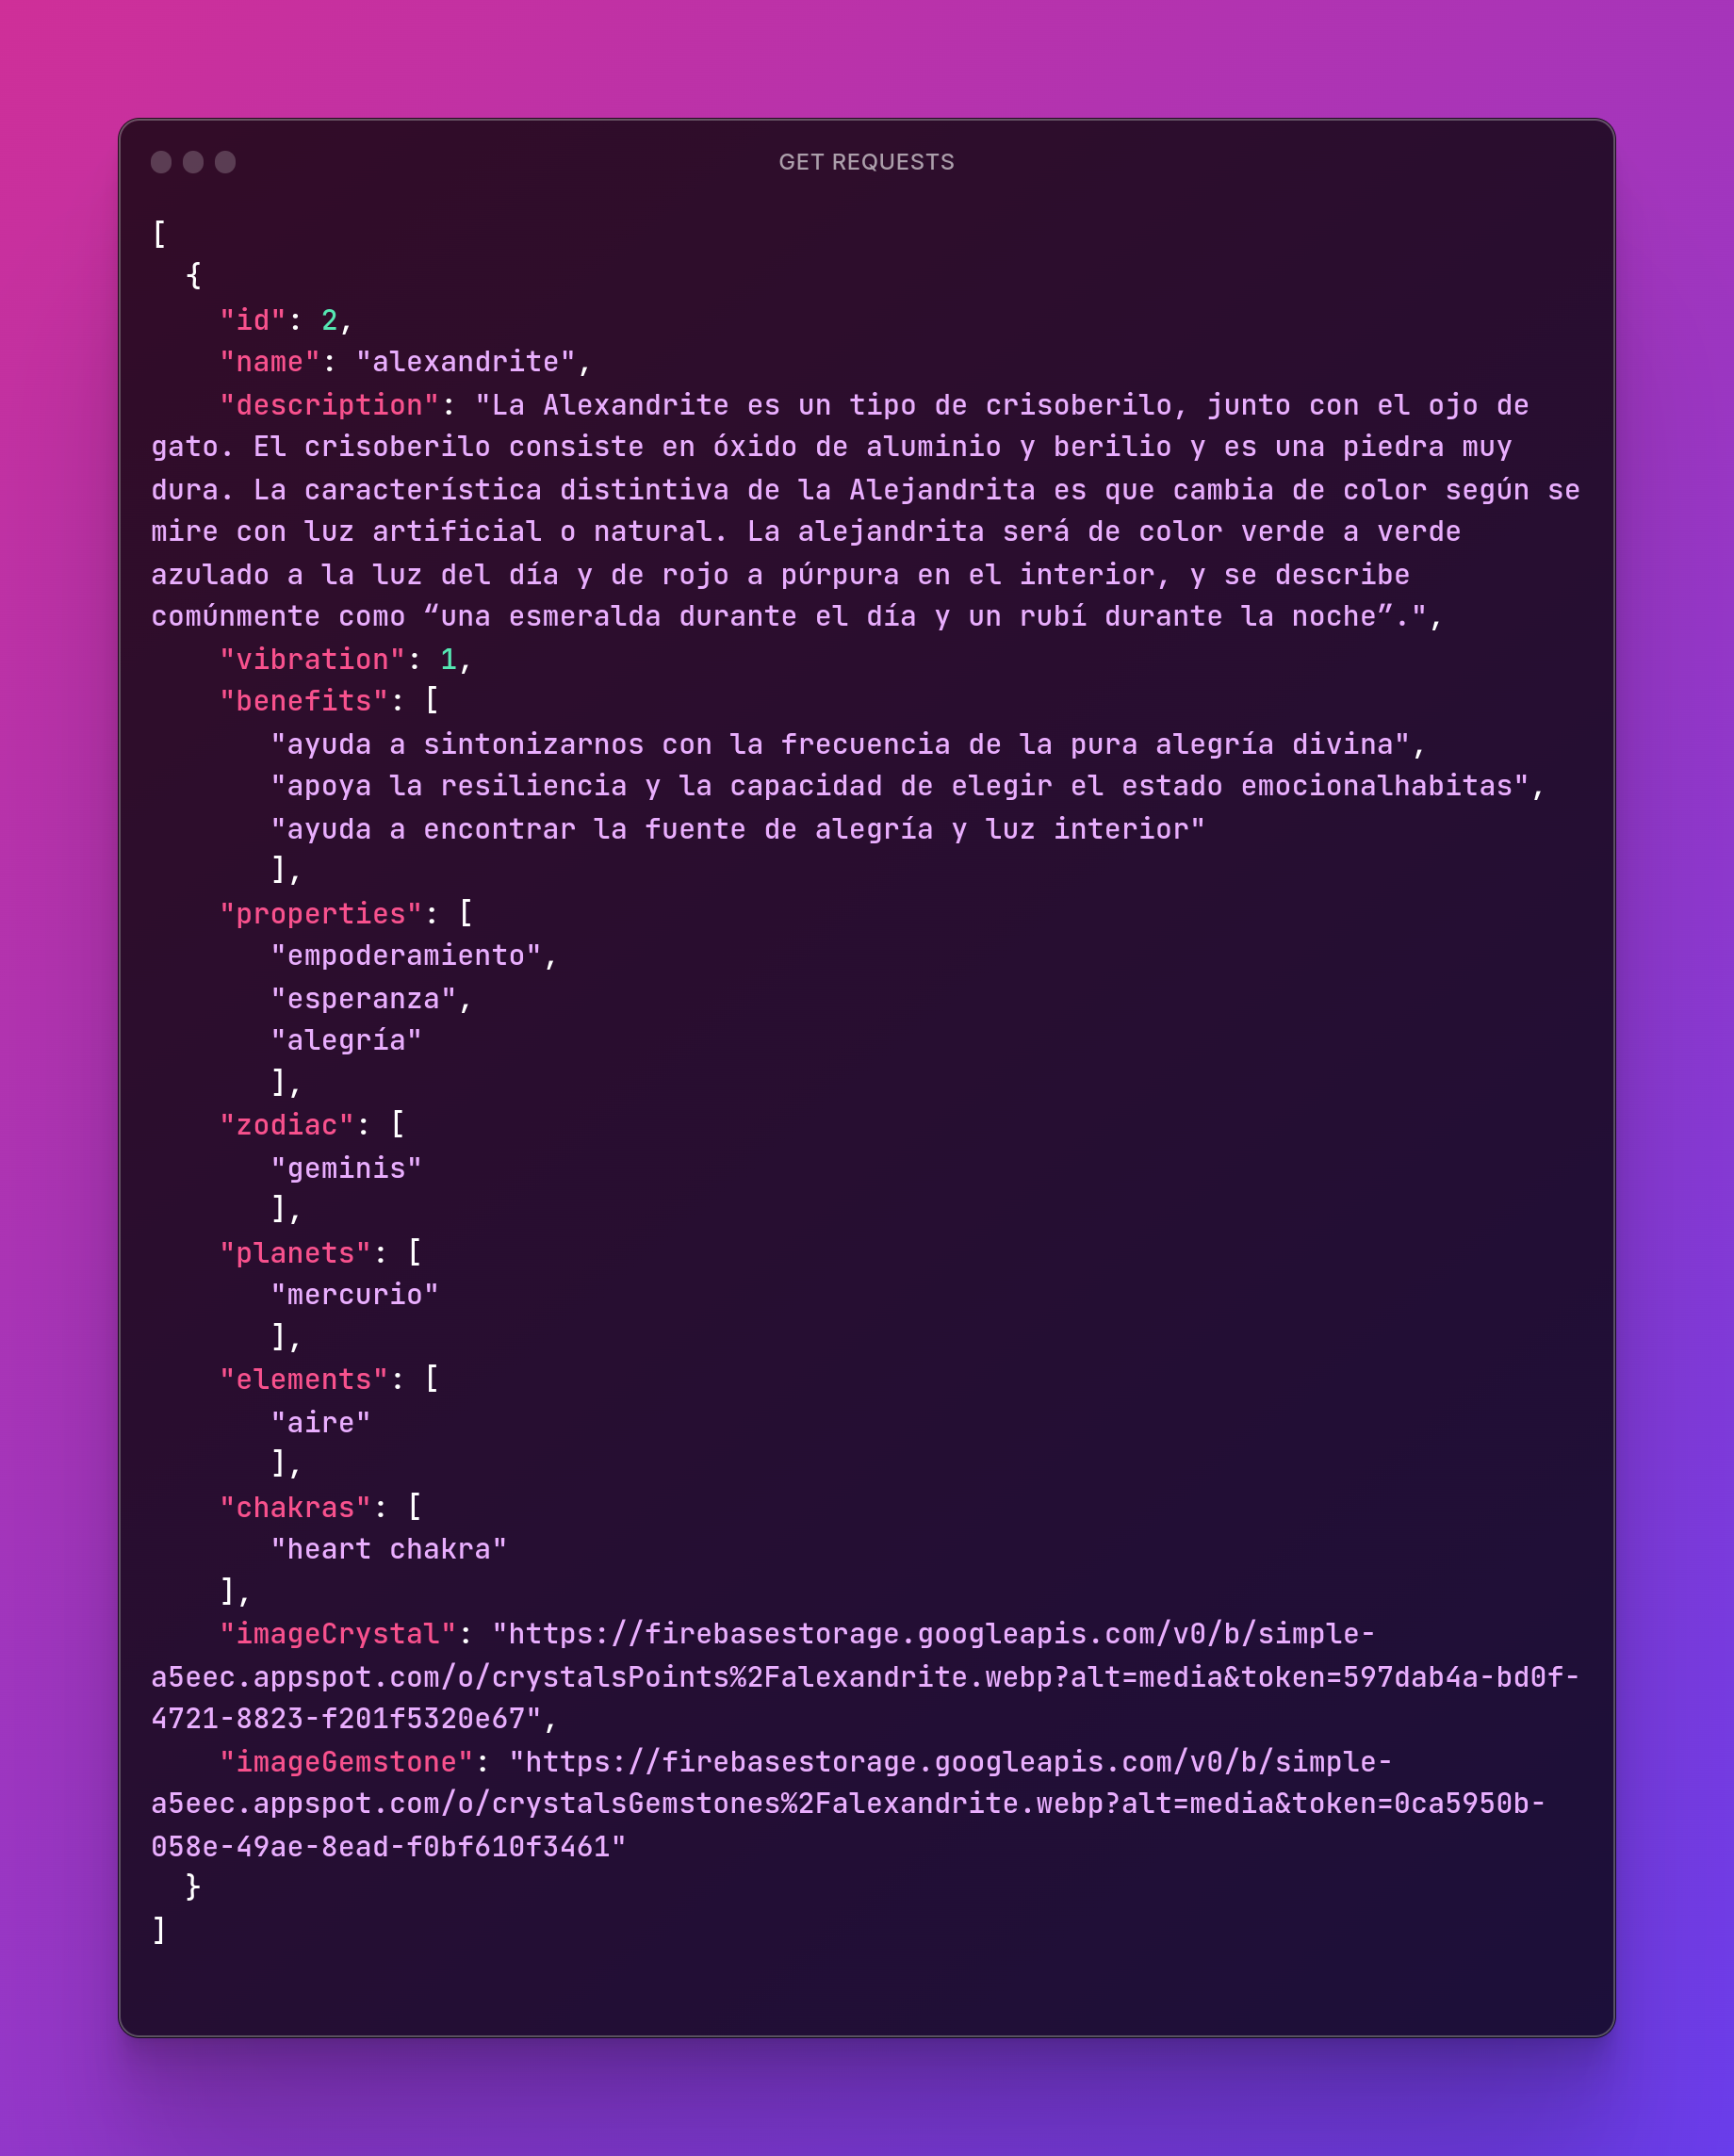 GET REQUESTS
[
  {
    "id": 2,
    "name": "alexandrite",
    "description": "La Alexandrite es un tipo de crisoberilo, junto con el ojo de
gato. El crisoberilo consiste en óxido de aluminio y berilio y es una piedra muy
dura. La característica distintiva de la Alejandrita es que cambia de color según se
mire con luz artificial o natural. La alejandrita será de color verde a verde
azulado a la luz del día y de rojo a púrpura en el interior, y se describe
comúnmente como “una esmeralda durante el día y un rubí durante la noche”.",
    "vibration": 1,
    "benefits": [
       "ayuda a sintonizarnos con la frecuencia de la pura alegría divina",
       "apoya la resiliencia y la capacidad de elegir el estado emocionalhabitas",
       "ayuda a encontrar la fuente de alegría y luz interior"
       ],
    "properties": [
       "empoderamiento",
       "esperanza",
       "alegría"
       ],
    "zodiac": [
       "geminis"
       ],
    "planets": [
       "mercurio"
       ],
    "elements": [
       "aire"
       ],
    "chakras": [
       "heart chakra"
    ],
    "imageCrystal": "https://firebasestorage.googleapis.com/v0/b/simple-
a5eec.appspot.com/o/crystalsPoints%2Falexandrite.webp?alt=media&token=597dab4a-bd0f-
4721-8823-f201f5320e67",
    "imageGemstone": "https://firebasestorage.googleapis.com/v0/b/simple-
a5eec.appspot.com/o/crystalsGemstones%2Falexandrite.webp?alt=media&token=0ca5950b-
058e-49ae-8ead-f0bf610f3461"
  }
]